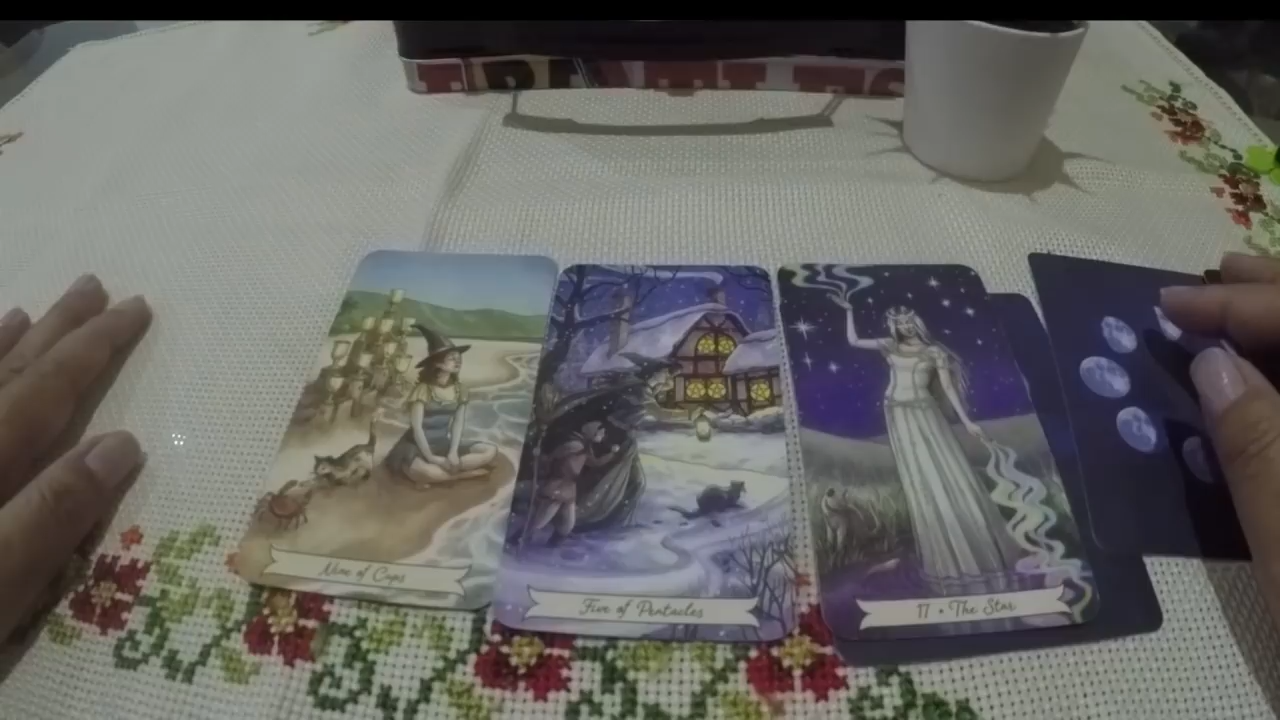 Nine of Cups
Five of Pentacles
17 • The Star